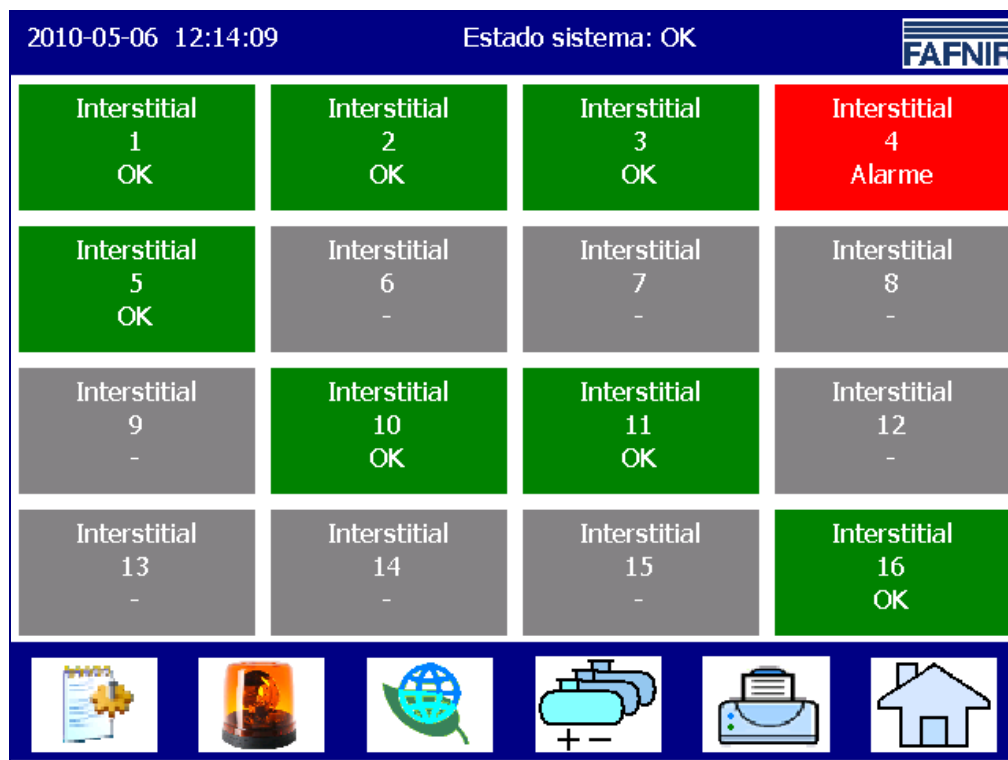 2010-05-06 12:14:09 Estado sistema: OK FAFNIR
Interstitial Interstitial Interstitial Interstitial
1 2 3 4
OK OK OK Alarme
Interstitial Interstitial Interstitial Interstitial
5 6 7 8
OK - - -
Interstitial Interstitial Interstitial Interstitial
9 10 11 12
- OK OK -
Interstitial Interstitial Interstitial Interstitial
13 14 15 16
- - - OK
+ -